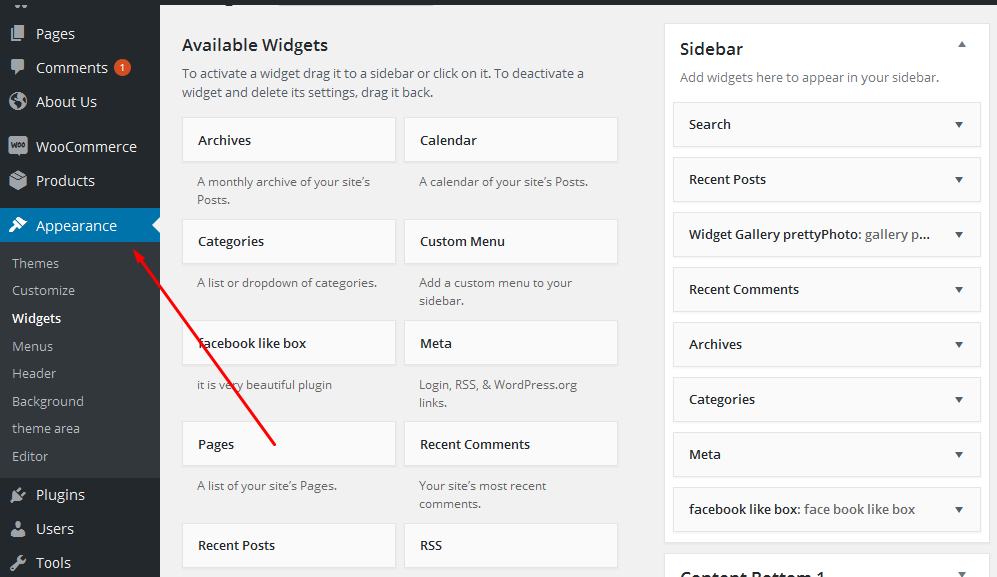 Pages
Comments 1
About Us
WOO WooCommerce
Products
Appearance
Themes
Customize
Widgets
Menus
Header
Background
theme area
Editor
Plugins
Users
Tools
Available Widgets
To activate a widget drag it to a sidebar or click on it. To deactivate a
widget and delete its settings, drag it back.
Archives
A monthly archive of your site's
Posts.
Calendar
A calendar of your site's Posts.
Categories
A list or dropdown of categories.
Custom Menu
Add a custom menu to your
sidebar.
facebook like box
it is very beautiful plugin
Meta
Login, RSS, & WordPress.org
links.
Pages
A list of your site's Pages.
Recent Comments
Your site's most recent
comments.
Recent Posts
RSS
Sidebar
Add widgets here to appear in your sidebar.
Search
Recent Posts
Widget Gallery prettyPhoto: gallery p...
Recent Comments
Archives
Categories
Meta
facebook like box: face book like box
Content Bottom 1